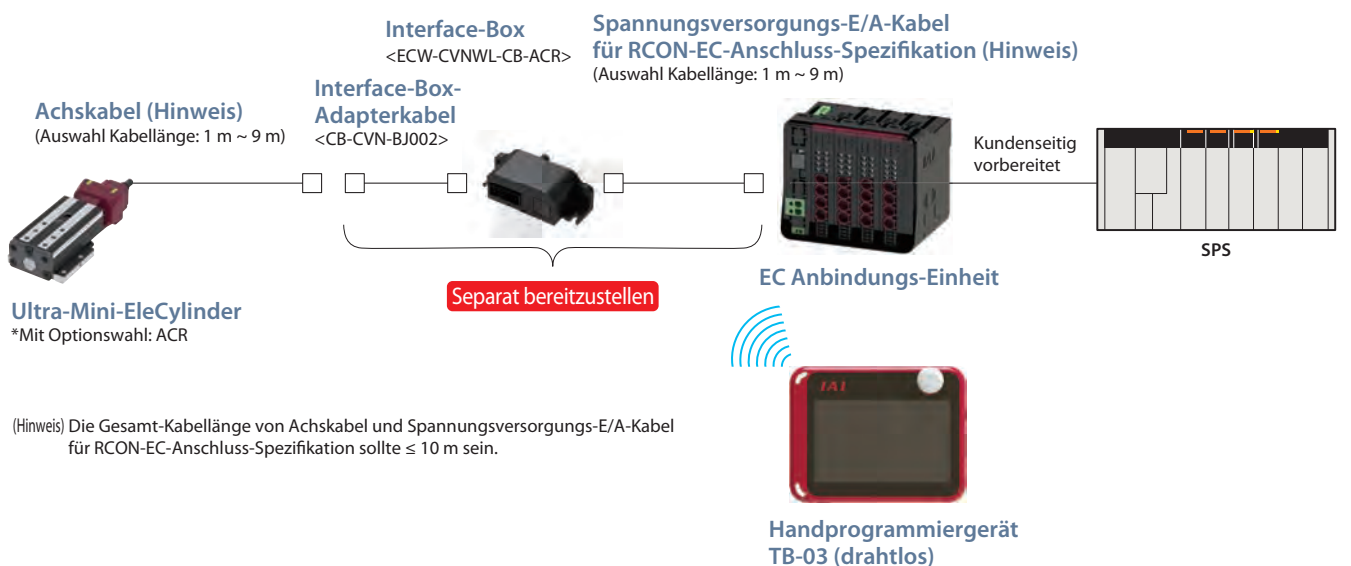 Interface-Box
<ECW-CVNWL-CB-ACR>
Spannungsversorgungs-E/A-Kabel
für RCON-EC-Anschluss-Spezifikation (Hinweis)
(Auswahl Kabellänge: 1 m ~ 9 m)
Achskabel (Hinweis)
(Auswahl Kabellänge: 1 m ~ 9 m)
Interface-Box-
Adapterkabel
<CB-CVN-BJ002>
Kundenseitig
vorbereitet
SPS
EC Anbindungs-Einheit
Separat bereitzustellen
Ultra-Mini-EleCylinder
*Mit Optionswahl: ACR
IAI
(Hinweis) Die Gesamt-Kabellänge von Achskabel und Spannungsversorgungs-E/A-Kabel
für RCON-EC-Anschluss-Spezifikation sollte ≤ 10 m sein.
Handprogrammiergerät
TB-03 (drahtlos)